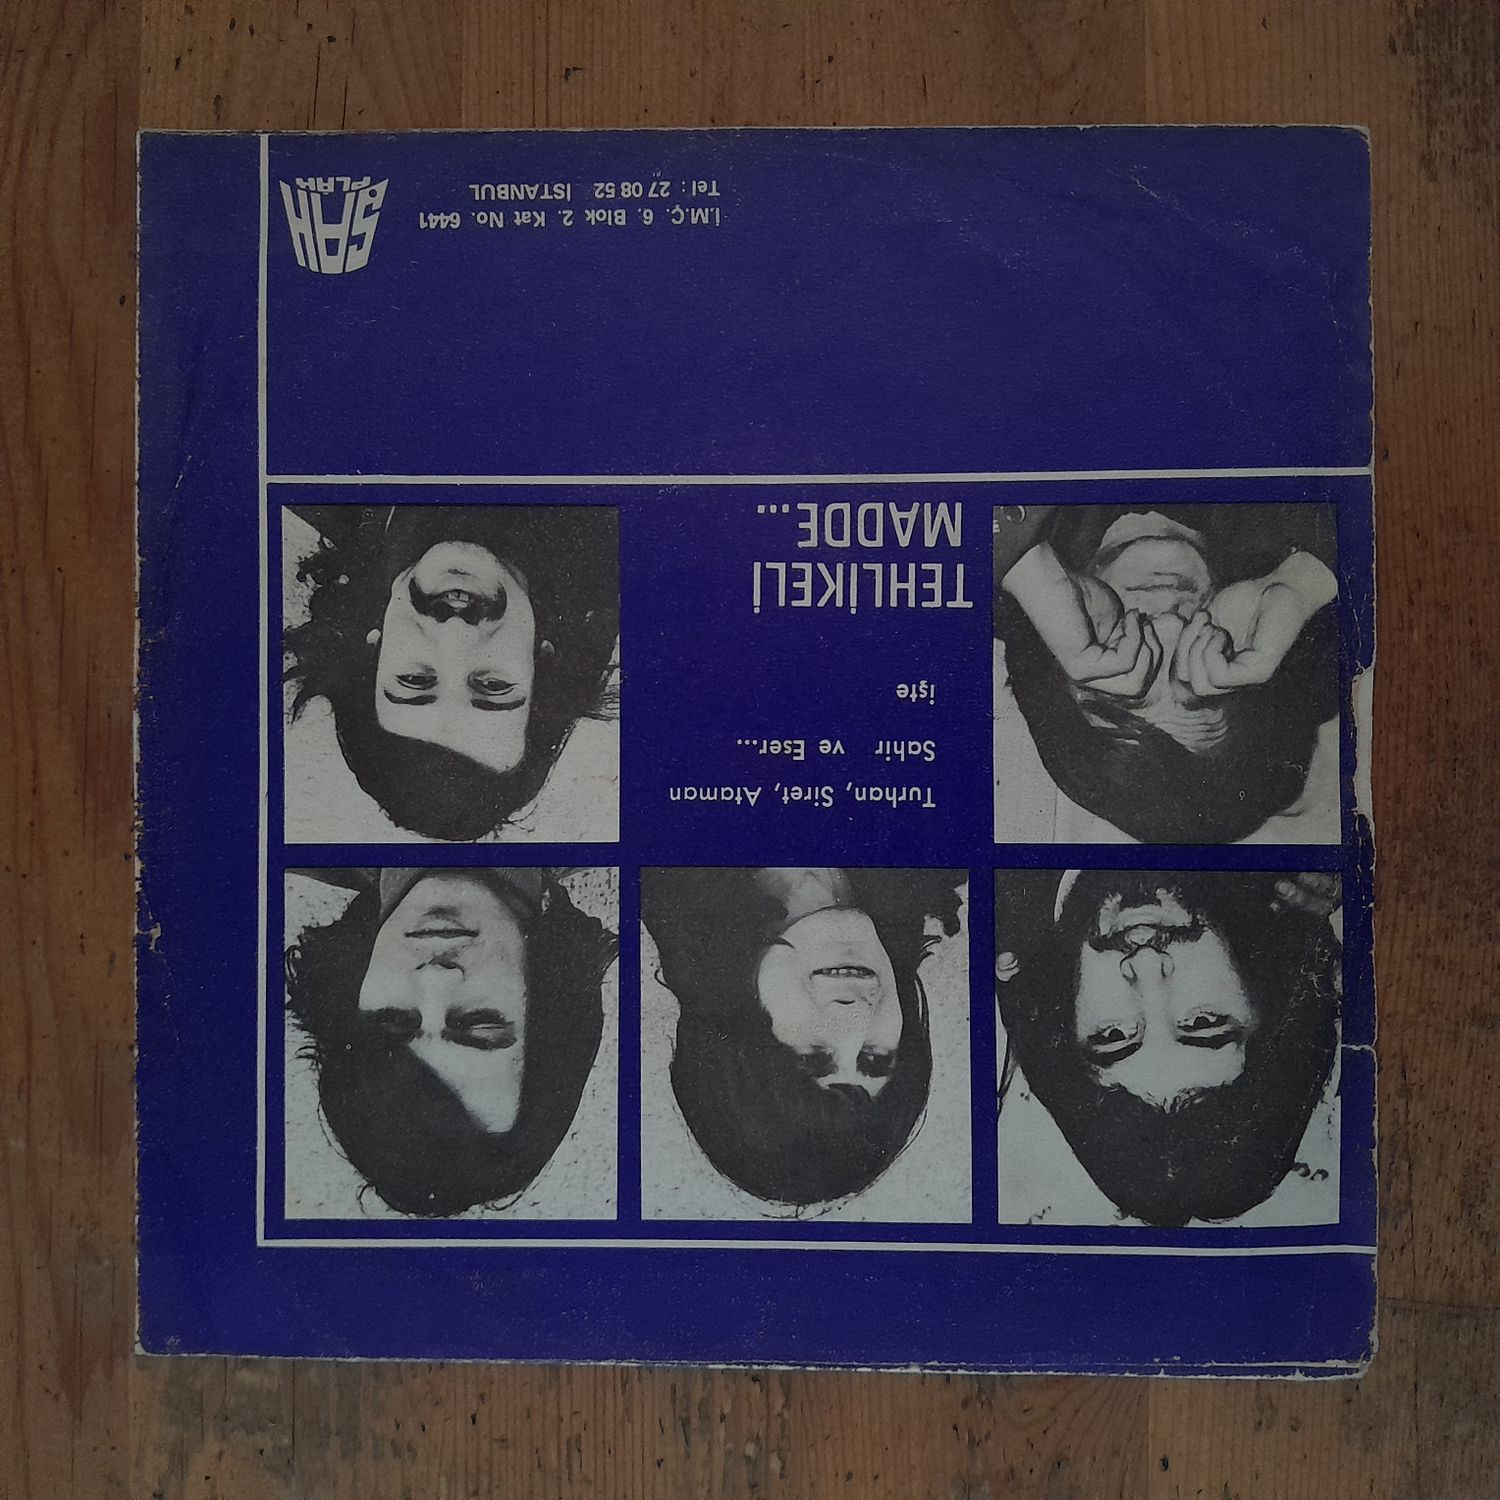 Turhan, Siret, Ataman
Sahir ve Eser...
işte
TEHLİKELİ
MADDE...
İ.M.Ç. 6. Blok 2. Kat No. 6441
Tel : 27 08 52 İSTANBUL
ŞAH
PLAK